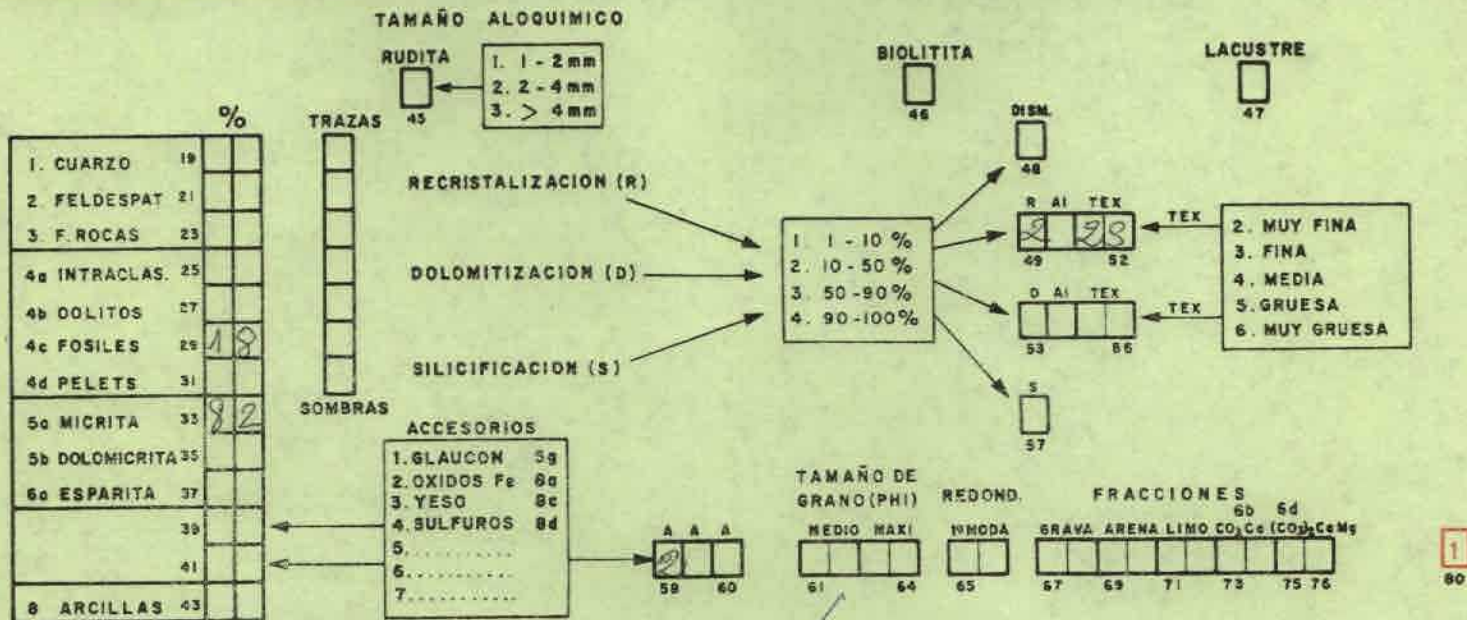 TAMAÑO ALOQUIMICO
RUDITA
45
1. 1 - 2 mm
2. 2 - 4 mm
3. > 4 mm
BIOLITITA
46
LACUSTRE
47
%
1. CUARZO 19
2 FELDESPAT 21
3. F. ROCAS 23
4a INTRACLAS. 25
4b OOLITOS 27
4c FOSILES 29 18
4d PELETS 31
5a MICRITA 33 82
5b DOLOMICRITA 35
6a ESPARITA 37
39
41
8 ARCILLAS 43
TRAZAS
SOMBRAS
RECRISTALIZACION (R)
DOLOMITIZACION (D)
SILICIFICACION (S)
1. 1 - 10 %
2. 10 - 50 %
3. 50 - 90 %
4. 90 - 100 %
DISM.
48
R AI TEX
2 2
49 52
TEX
D AI TEX
53 56
TEX
S
57
2. MUY FINA
3. FINA
4. MEDIA
5. GRUESA
6. MUY GRUESA
ACCESORIOS
1. GLAUCON 5g
2. OXIDOS Fe 8a
3. YESO 8c
4. SULFUROS 8d
5. ..........
6. ..........
7. ..........
A A A
2
58 60
TAMAÑO DE
GRANO (PHI)
MEDIO MAXI
61 64
REDOND.
1ª MODA
65
FRACCIONES
6b 6d
GRAVA ARENA LIMO CO₃Ca (CO₃)₂CaMg
67 69 71 73 75 76
1
80